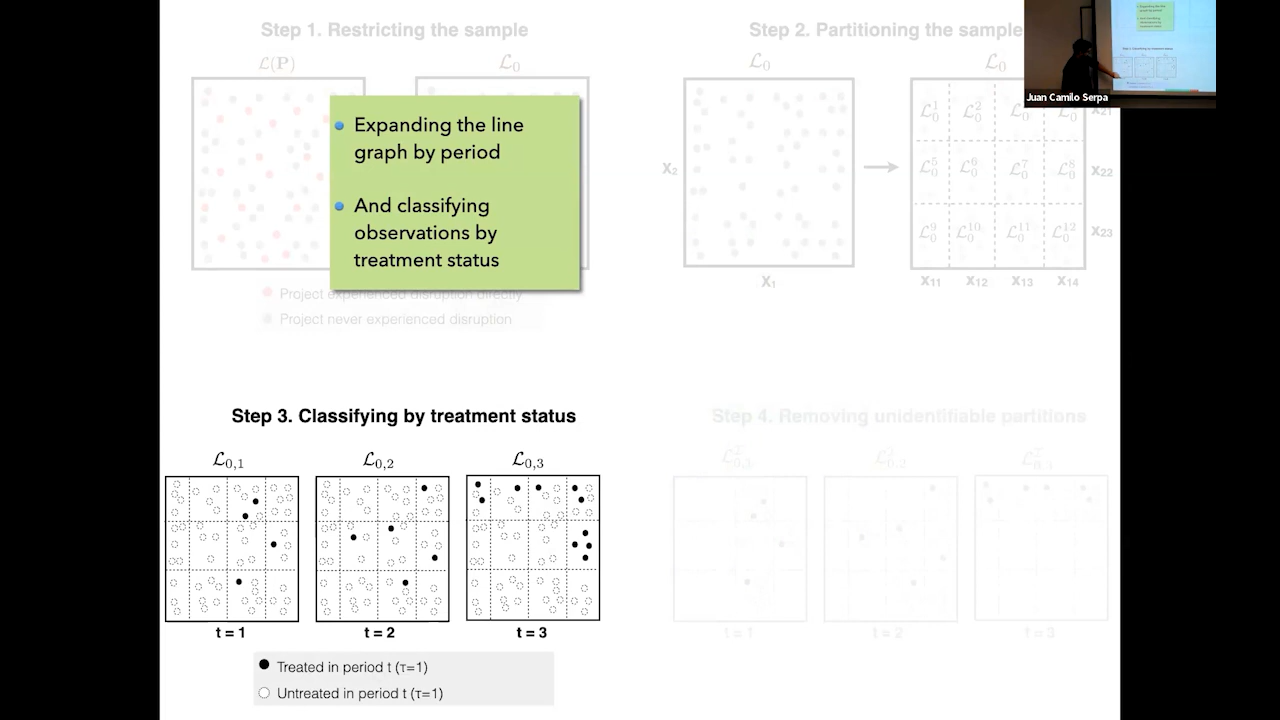 Step 1. Restricting the sample
Step 2. Partitioning the sample
ℒ(P)
ℒ₀
ℒ₀
ℒ₀
Juan Camilo Serpa
Expanding the line
graph by period
And classifying
observations by
treatment status
X₂
ℒ₀¹ ℒ₀² ℒ₀ x₂₁
ℒ₀⁵ ℒ₀⁶ ℒ₀⁷ ℒ₀⁸ x₂₂
ℒ₀⁹ ℒ₀¹⁰ ℒ₀¹¹ ℒ₀¹² x₂₃
X₁
x₁₁ x₁₂ x₁₃ x₁₄
Project experienced disruption directly
Project never experienced disruption
Step 3. Classifying by treatment status
Step 4. Removing unidentifiable partitions
ℒ₀,₁ ℒ₀,₂ ℒ₀,₃
t = 1 t = 2 t = 3
t = 1 t = 2 t = 3
Treated in period t (τ=1)
Untreated in period t (τ=1)